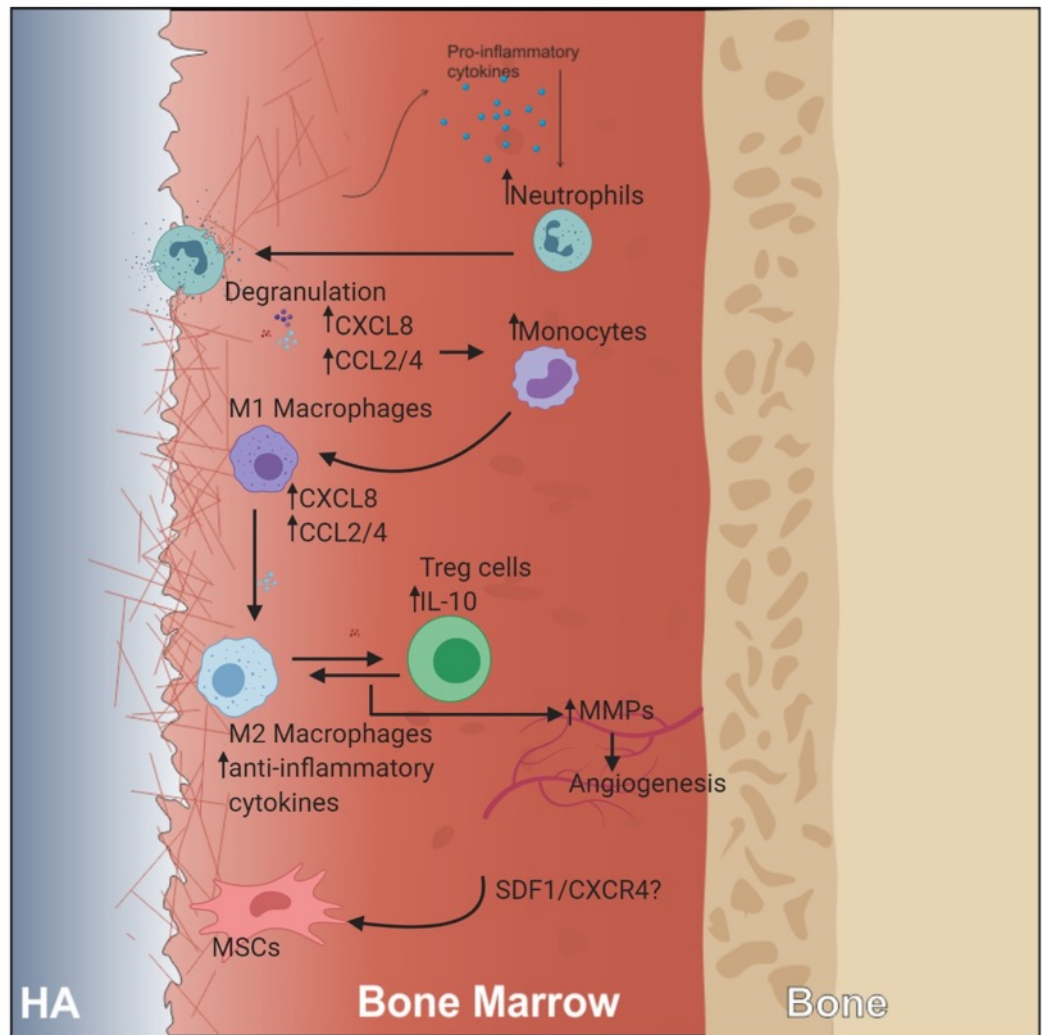 Pro-inflammatory
cytokines
Neutrophils
Degranulation
CXCL8
CCL2/4
Monocytes
M1 Macrophages
CXCL8
CCL2/4
Treg cells
IL-10
MMPs
M2 Macrophages
anti-inflammatory
cytokines
Angiogenesis
SDF1/CXCR4?
MSCs
HA
Bone Marrow
Bone